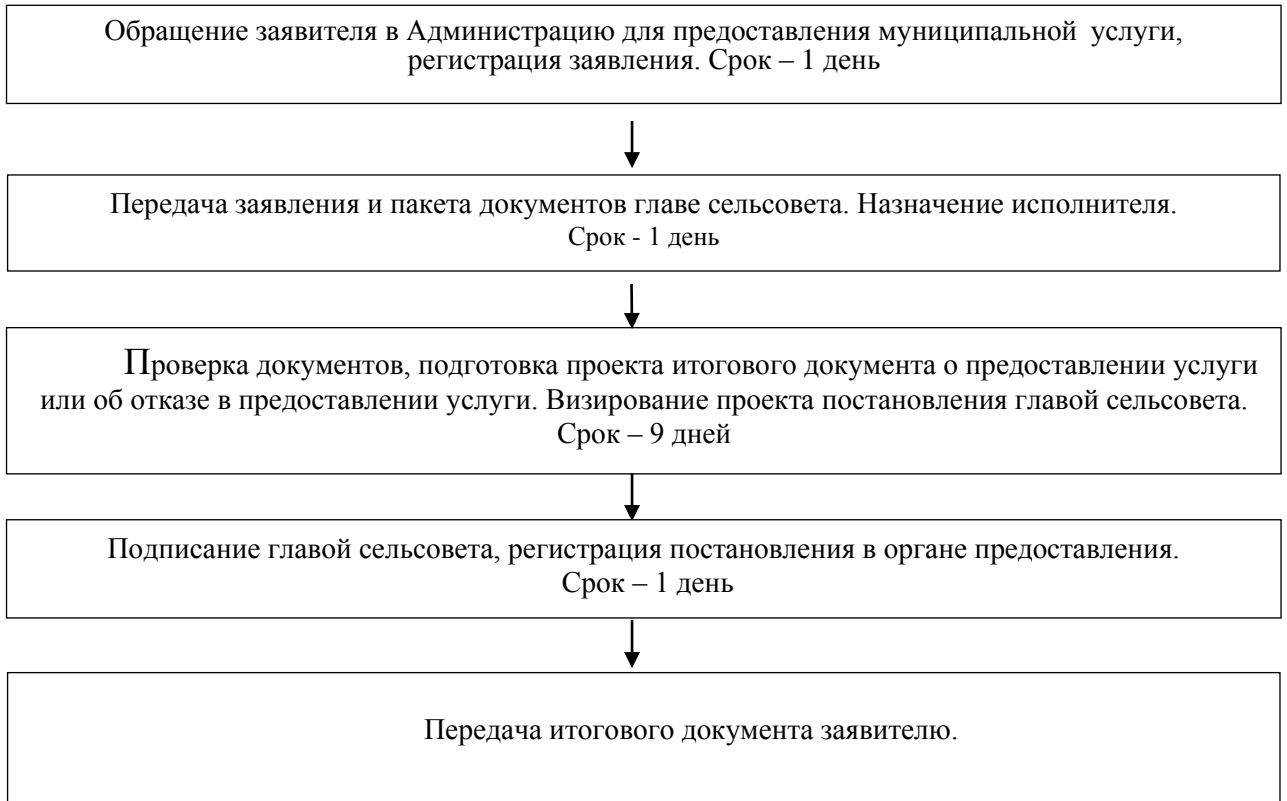 Обращение заявителя в Администрацию для предоставления муниципальной  услуги,
регистрация заявления. Срок – 1 день
Передача заявления и пакета документов главе сельсовета. Назначение исполнителя.
Срок - 1 день
Проверка документов, подготовка проекта итогового документа о предоставлении услуги
или об отказе в предоставлении услуги. Визирование проекта постановления главой сельсовета.
Срок – 9 дней
Подписание главой сельсовета, регистрация постановления в органе предоставления.
Срок – 1 день
Передача итогового документа заявителю.